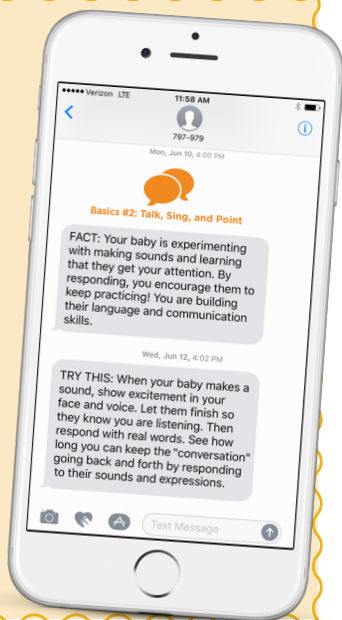 Verizon LTE
11:58 AM
797-979
Mon, Jun 10, 4:00 PM
Basics #2: Talk, Sing, and Point
FACT: Your baby is experimenting
with making sounds and learning
that they get your attention. By
responding, you encourage them to
keep practicing! You are building
their language and communication
skills.
Wed, Jun 12, 4:02 PM
TRY THIS: When your baby makes a
sound, show excitement in your
face and voice. Let them finish so
they know you are listening. Then
respond with real words. See how
long you can keep the "conversation"
going back and forth by responding
to their sounds and expressions.
Text Message